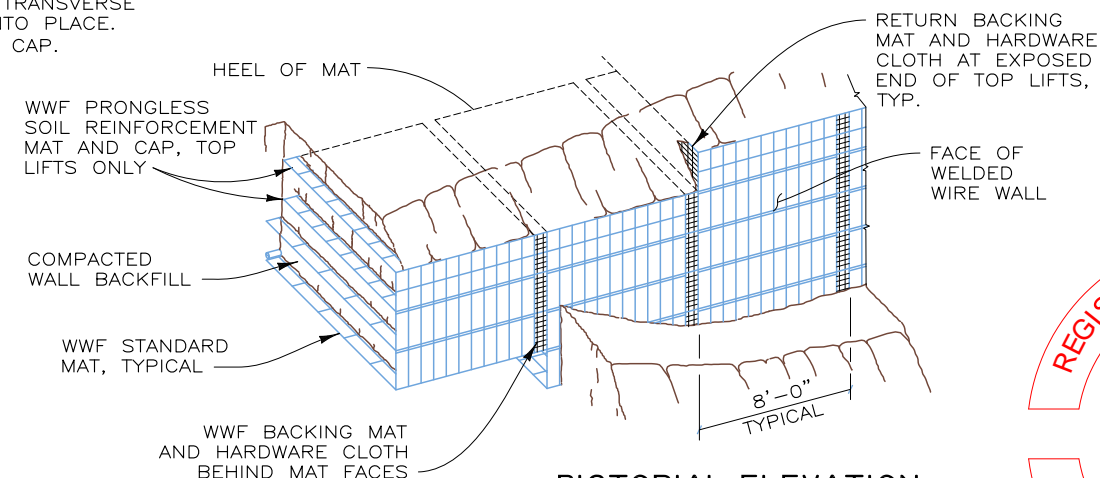 TRANSVERSE
INTO PLACE.
CAP.
HEEL OF MAT
WWF PRONGLESS
SOIL REINFORCEMENT
MAT AND CAP, TOP
LIFTS ONLY
COMPACTED
WALL BACKFILL
WWF STANDARD
MAT, TYPICAL
WWF BACKING MAT
AND HARDWARE CLOTH
BEHIND MAT FACES
RETURN BACKING
MAT AND HARDWARE
CLOTH AT EXPOSED
END OF TOP LIFTS,
TYP.
FACE OF
WELDED
WIRE WALL
8'-0"
TYPICAL
PICTORIAL ELEVATION
REGIS